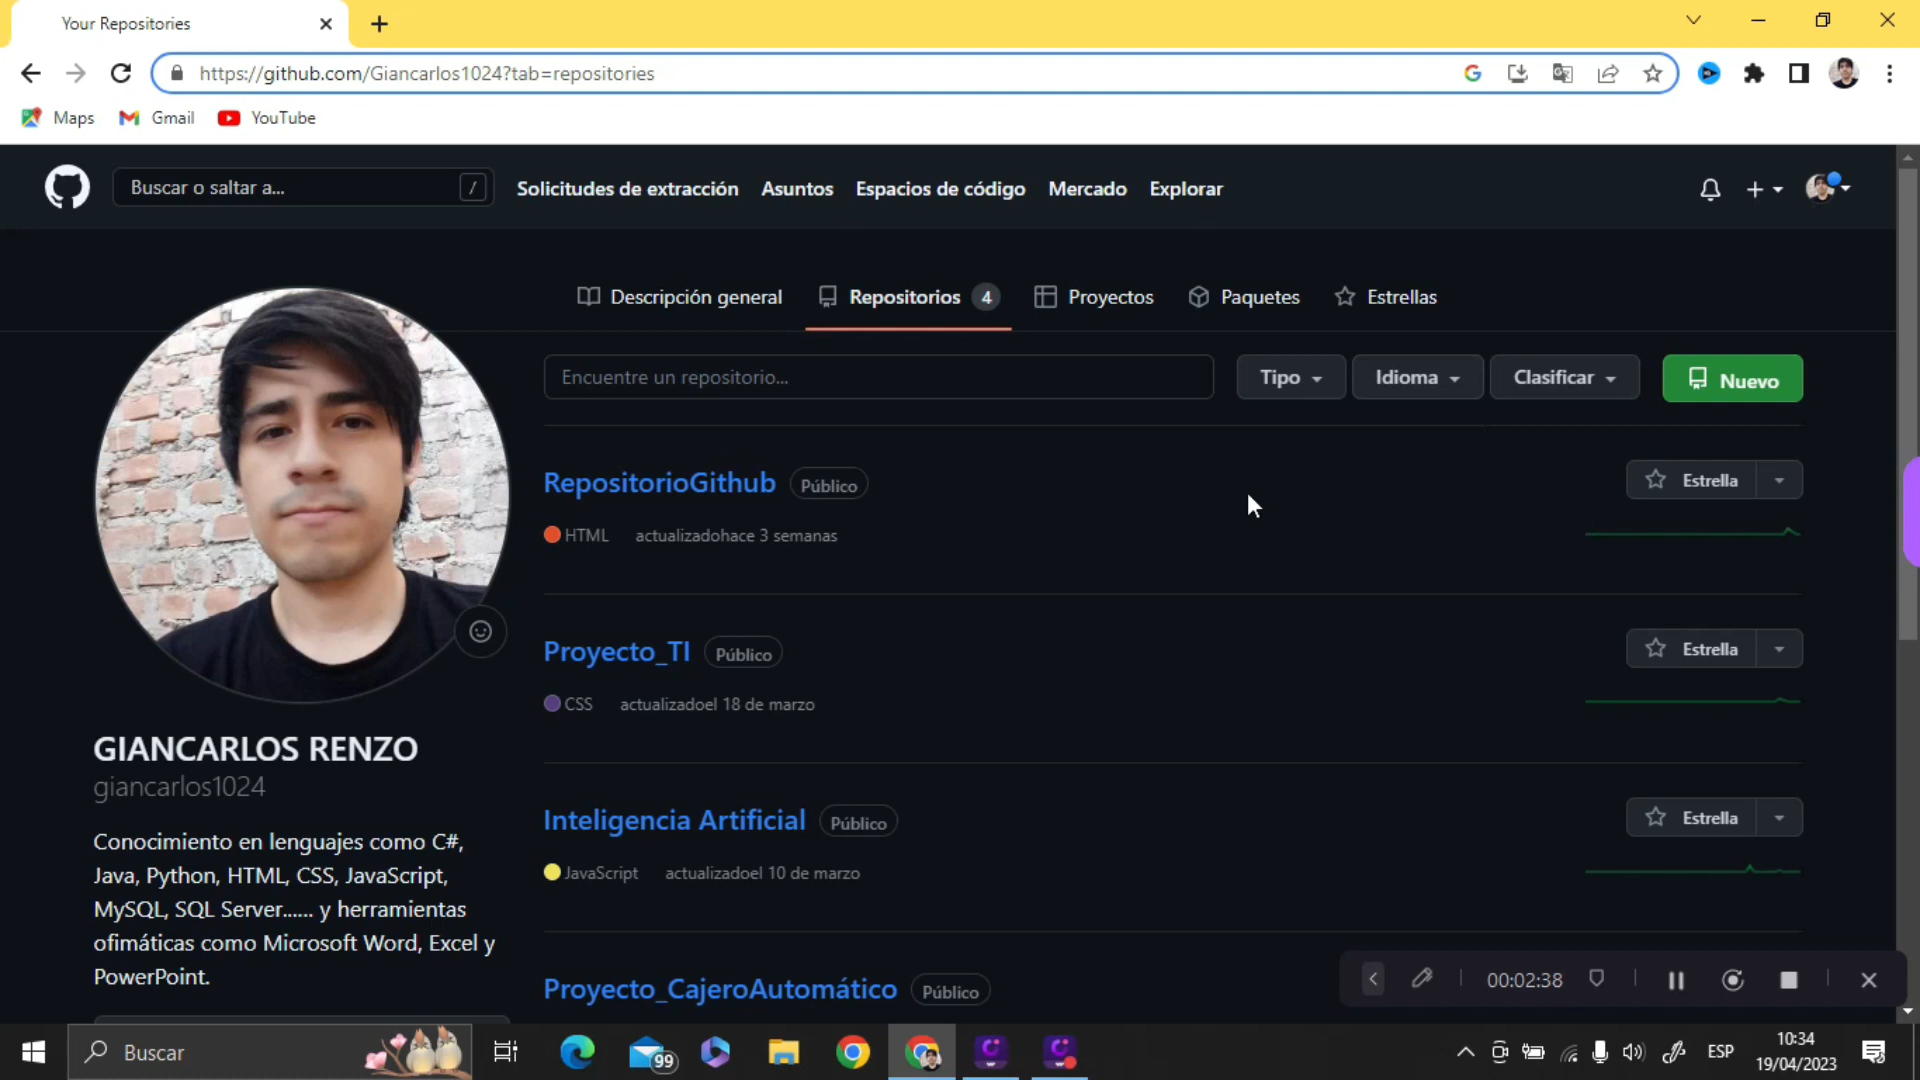 Your Repositories
https://github.com/Giancarlos1024?tab=repositories
Maps Gmail YouTube
Buscar o saltar a... /
Solicitudes de extracción Asuntos Espacios de código Mercado Explorar
Descripción general Repositorios 4 Proyectos Paquetes Estrellas
Encuentre un repositorio... Tipo Idioma Clasificar Nuevo
RepositorioGithub Público Estrella
HTML actualizadohace 3 semanas
Proyecto_TI Público Estrella
CSS actualizadoel 18 de marzo
Inteligencia Artificial Público Estrella
JavaScript actualizadoel 10 de marzo
Proyecto_CajeroAutomático Público
GIANCARLOS RENZO
giancarlos1024
Conocimiento en lenguajes como C#,
Java, Python, HTML, CSS, JavaScript,
MySQL, SQL Server...... y herramientas
ofimáticas como Microsoft Word, Excel y
PowerPoint.
00:02:38
Buscar
99
ESP
10:34
19/04/2023